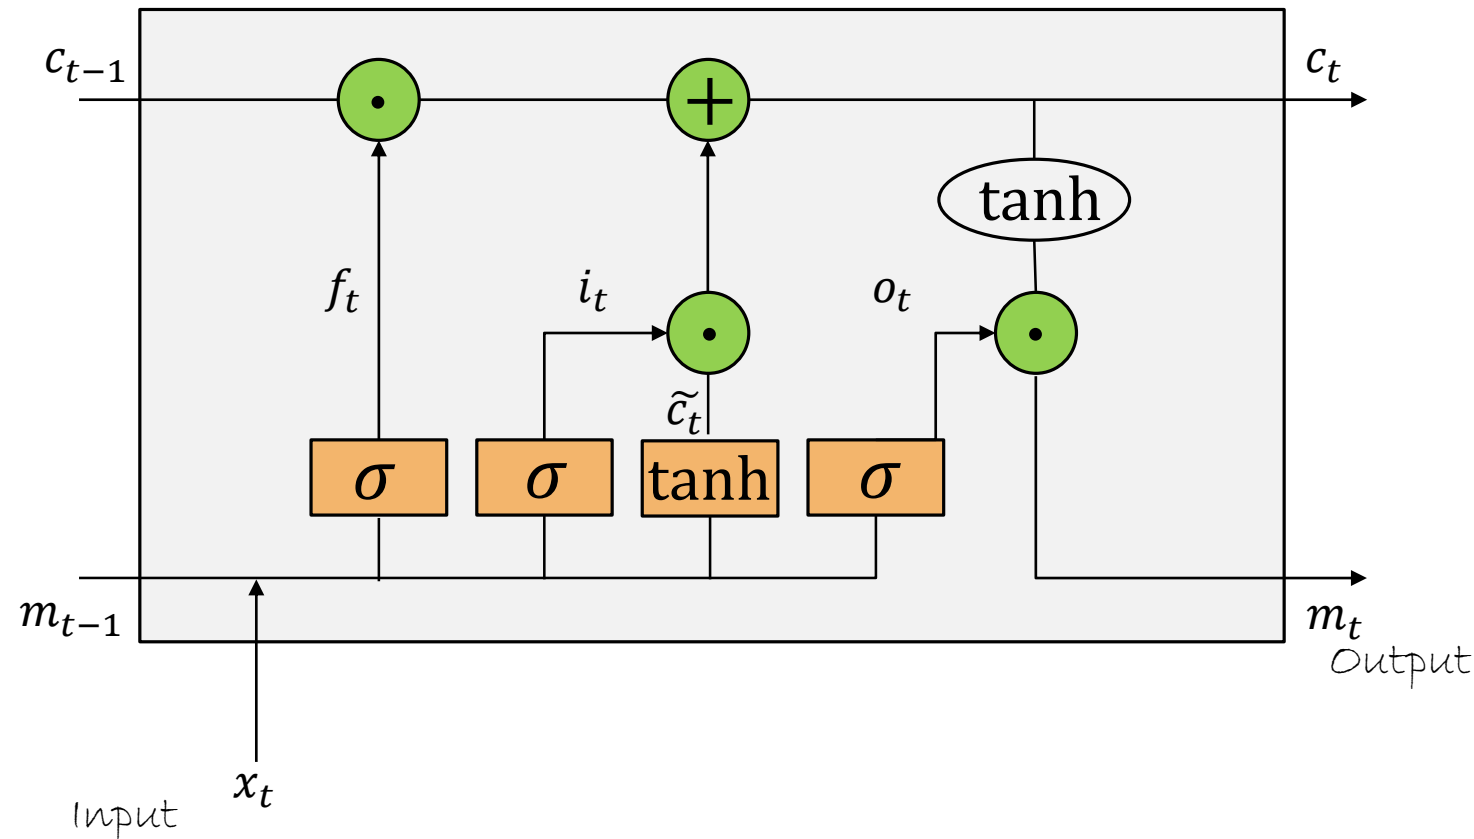 c_{t−1}
c_t
+
tanh
f_t
i_t
o_t
c̃_t
σ
σ
tanh
σ
m_{t−1}
m_t
Output
x_t
Input